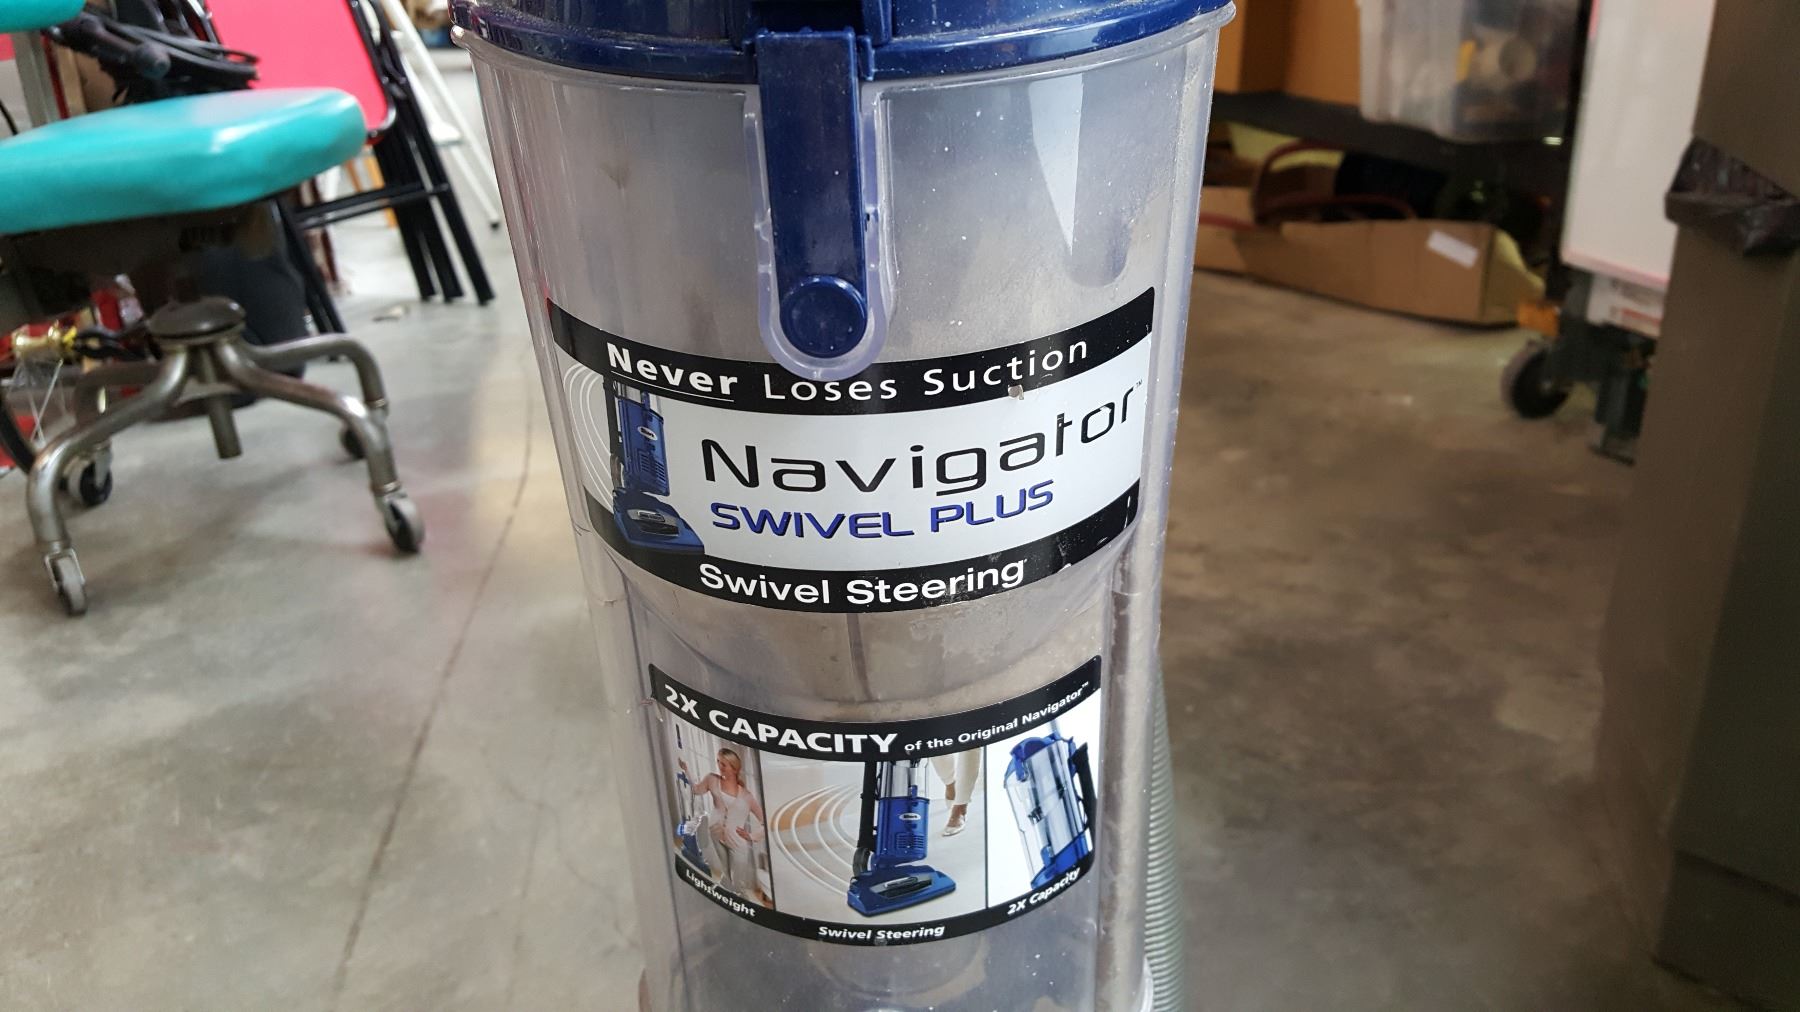 Never Loses Suction
Navigator™
SWIVEL PLUS
Swivel Steering
2X CAPACITY of the Original Navigator™
Lightweight
Swivel Steering
2X Capacity